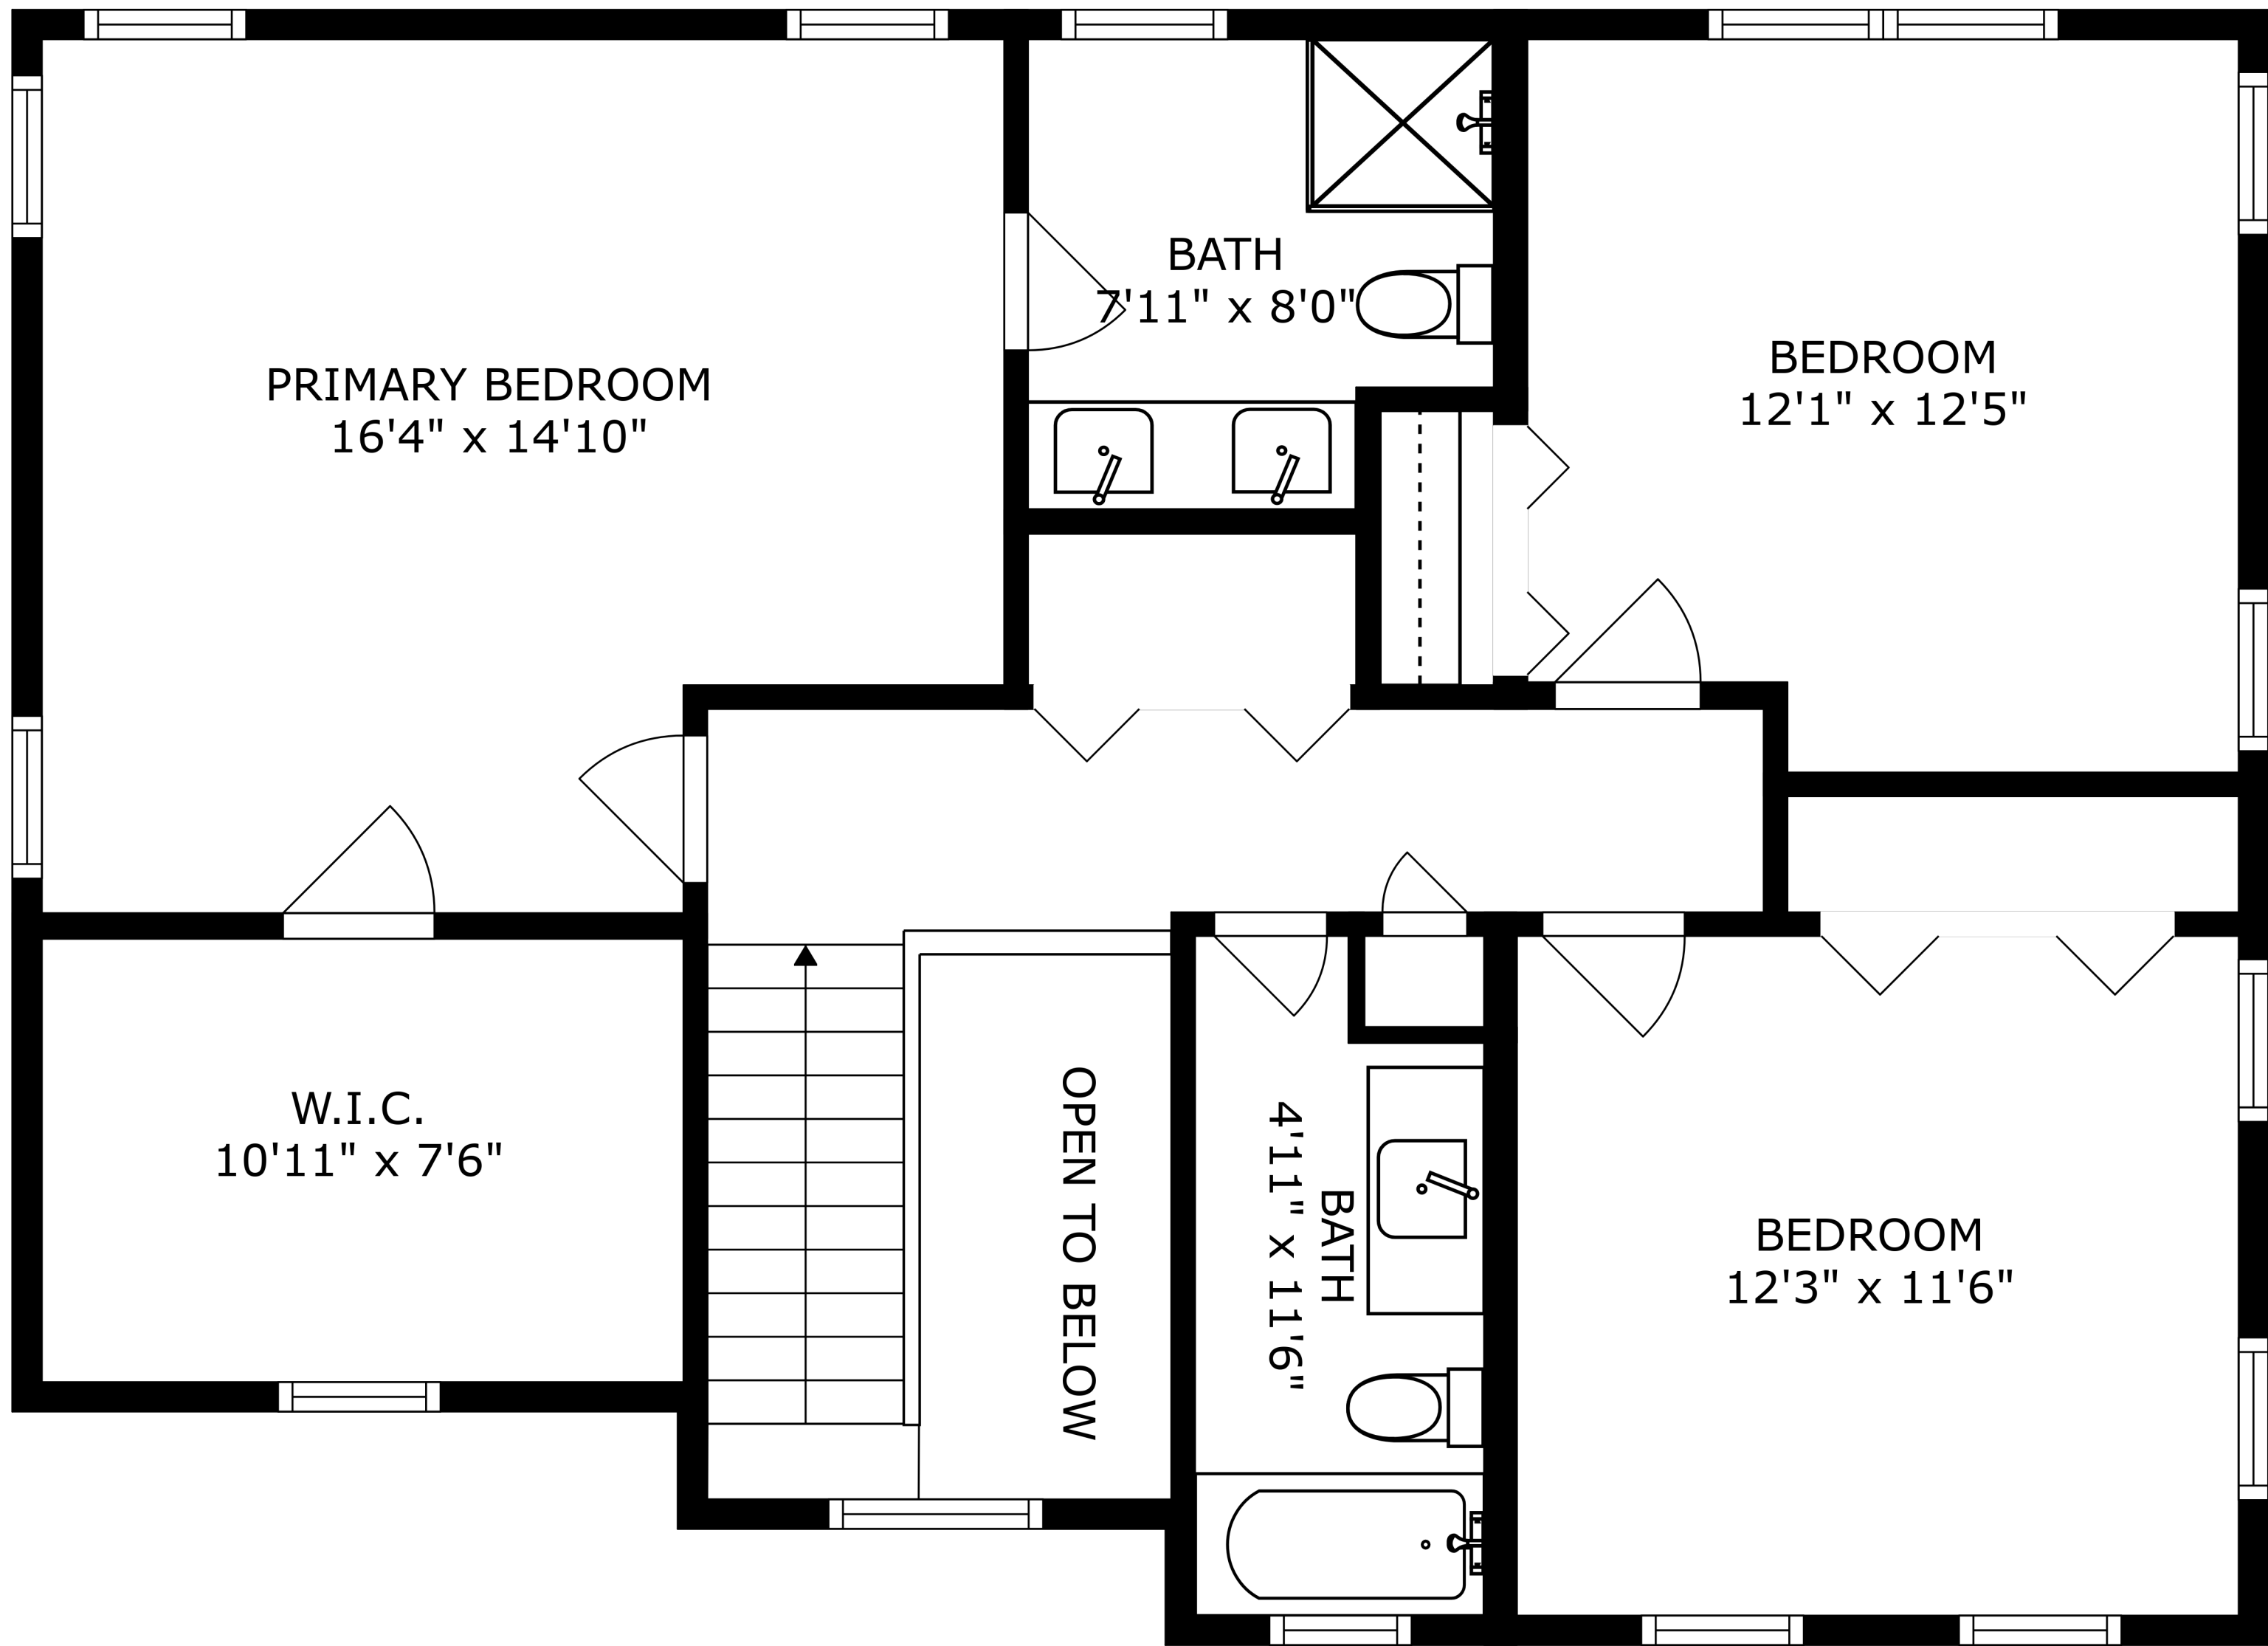 BATH
7'11" x 8'0"
PRIMARY BEDROOM
16'4" x 14'10"
BEDROOM
12'1" x 12'5"
W.I.C.
10'11" x 7'6"
OPEN TO BELOW
BATH
4'11" x 11'6"
BEDROOM
12'3" x 11'6"